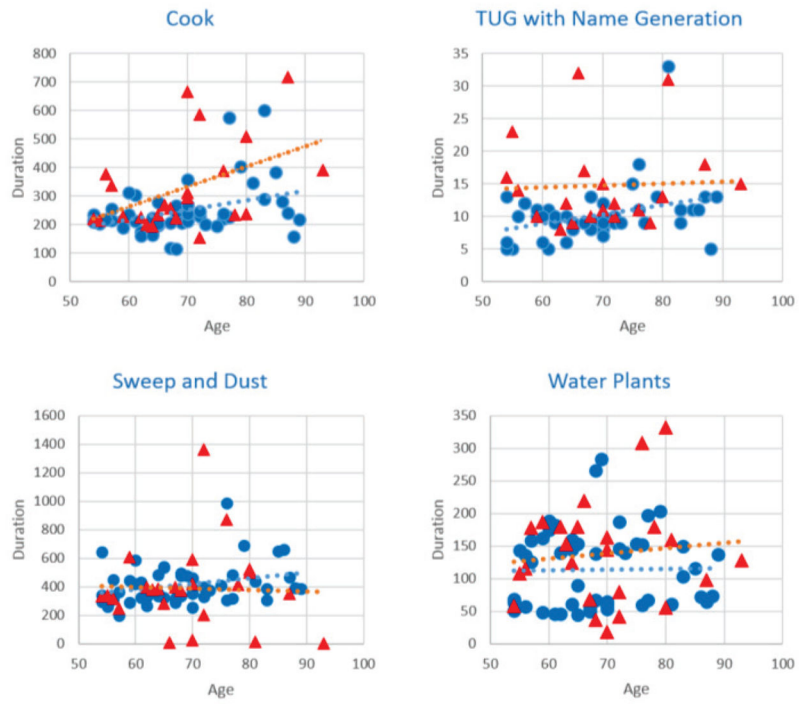 Cook
800
700
600
500
400
300
200
100
0
50 60 70 80 90 100
Duration
Age
TUG with Name Generation
35
30
25
20
15
10
5
0
50 60 70 80 90 100
Duration
Age
Sweep and Dust
1600
1400
1200
1000
800
600
400
200
0
50 60 70 80 90 100
Duration
Age
Water Plants
350
300
250
200
150
100
50
0
50 60 70 80 90 100
Duration
Age